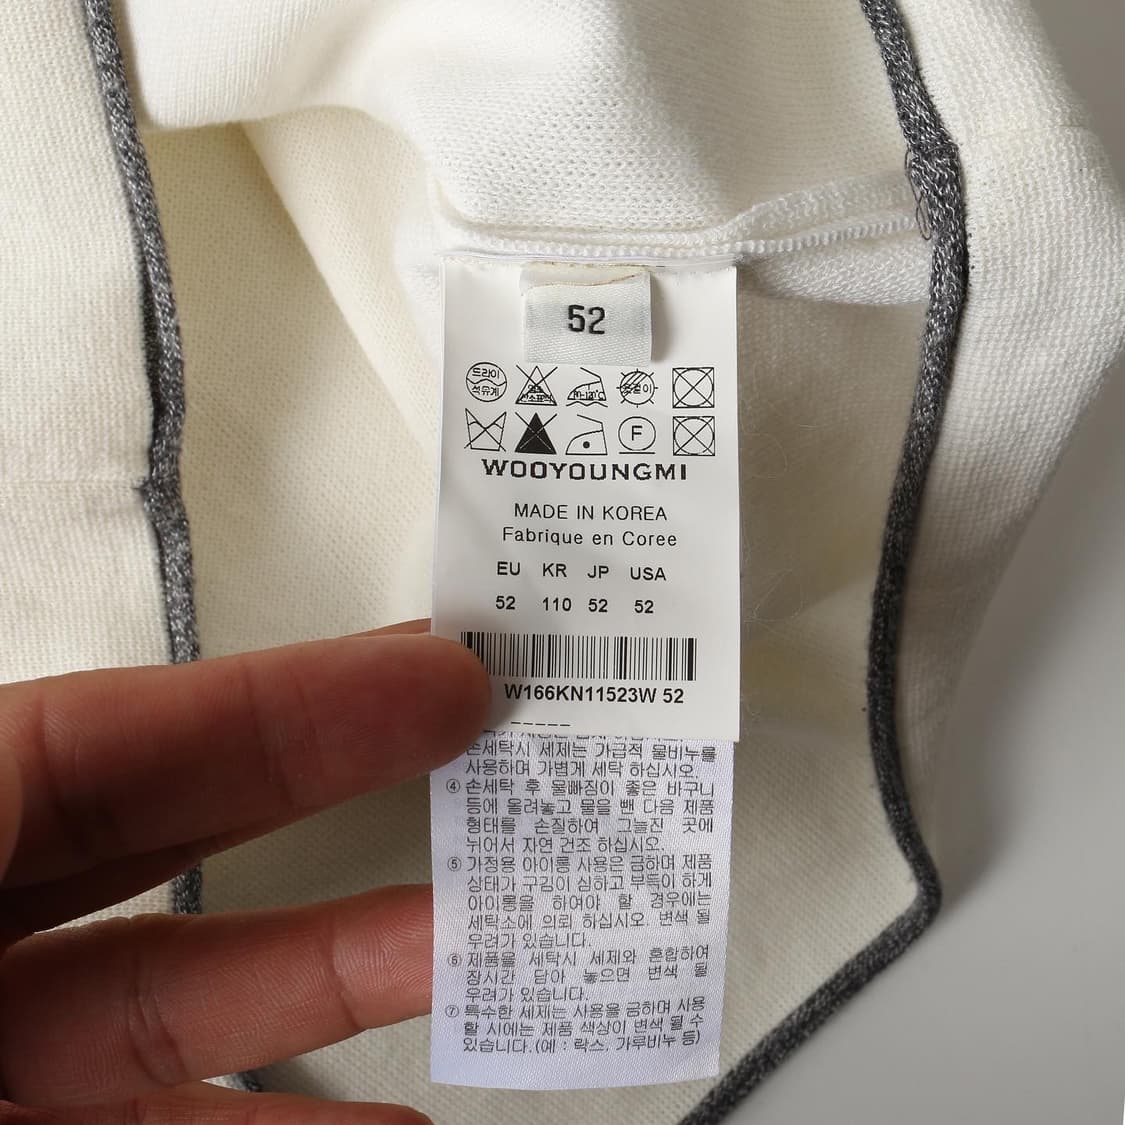 52
드라이
석유계
WOOYOUNGMI
F
MADE IN KOREA
Fabrique en Coree
EU KR JP USA
52 110 52 52
W166KN11523W 52
손세탁시 세제는 가급적 물비누를
사용하며 가볍게 세탁 하십시오.
④ 손세탁 후 물빠짐이 좋은 바구니
등에 올려놓고 물을 뺀 다음 제품
형태를 손질하여 그늘진 곳에
뉘어서 자연 건조 하십시오.
⑤ 가정용 아이롱 사용은 금하며 제품
상태가 구김이 심하고 부득이 하게
아이롱을 하여야 할 경우에는
세탁소에 의뢰 하십시오. 변색 될
우려가 있습니다.
⑥ 제품을 세탁시 세제와 혼합하여
장시간 담아 놓으면 변색 될
우려가 있습니다.
⑦ 특수한 세제는 사용을 금하며 사용
할 시에는 제품 색상이 변색 될 수
있습니다.(예 : 락스, 가루비누 등)